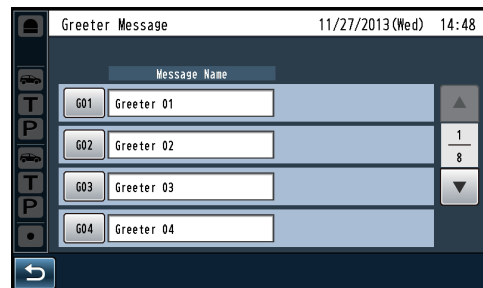 Greeter Message 11/27/2013(Wed) 14:48
Message Name
G01 Greeter 01
G02 Greeter 02
G03 Greeter 03
G04 Greeter 04
1
8
T
P
T
P